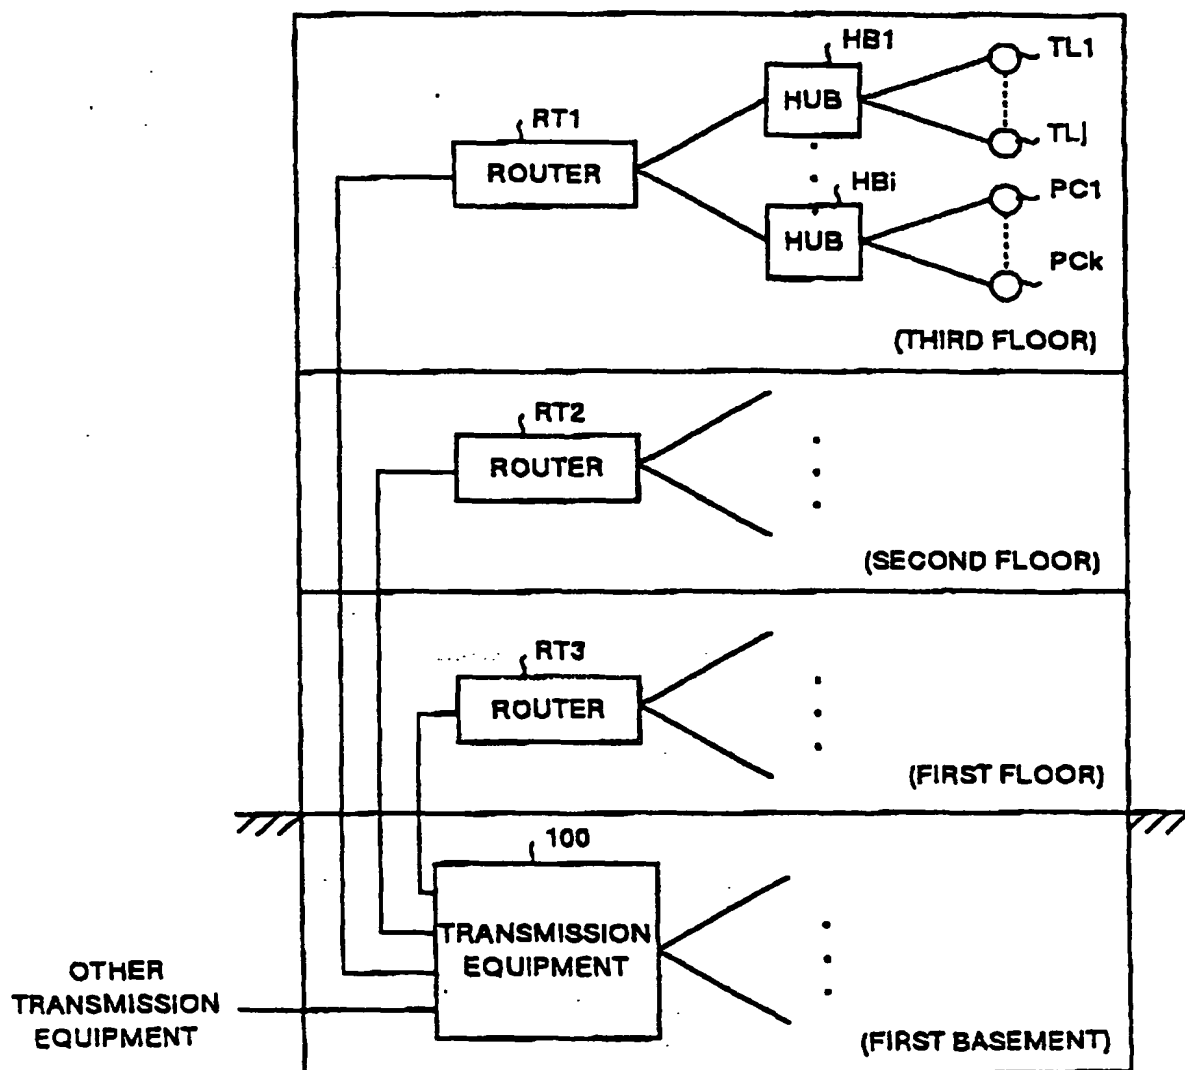 HB1
TL1
HUB
RT1
TLj
ROUTER
HBi
PC1
HUB
PCk
(THIRD FLOOR)
RT2
ROUTER
(SECOND FLOOR)
RT3
ROUTER
(FIRST FLOOR)
100
TRANSMISSION
EQUIPMENT
OTHER
TRANSMISSION
EQUIPMENT
(FIRST BASEMENT)